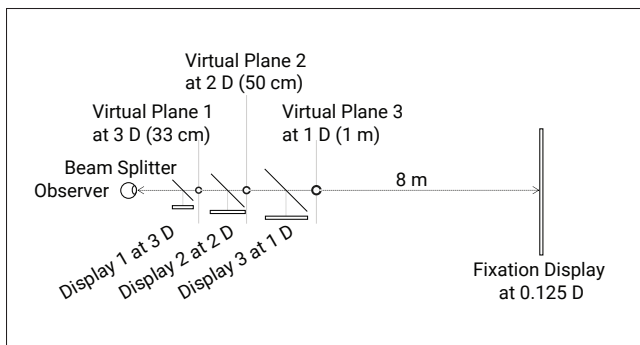 Virtual Plane 2
at 2 D (50 cm)
Virtual Plane 1
at 3 D (33 cm)
Virtual Plane 3
at 1 D (1 m)
Beam Splitter
Observer
8 m
Display 1 at 3 D
Display 2 at 2 D
Display 3 at 1 D
Fixation Display
at 0.125 D